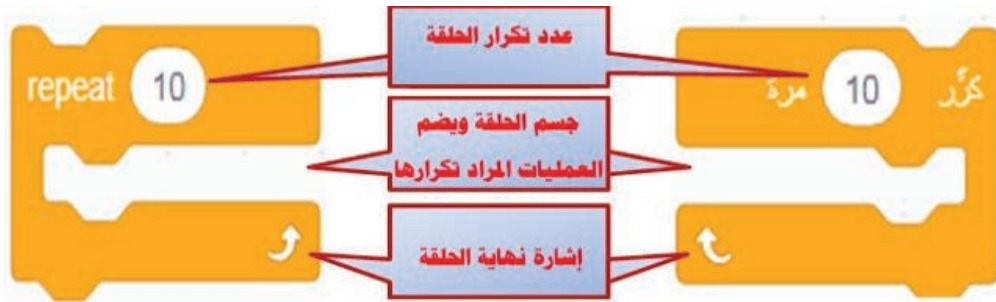 عدد تكرار الحلقة
repeat 10
كرِّر 10 مرة
جسم الحلقة ويضم
العمليات المراد تكرارها
إشارة نهاية الحلقة